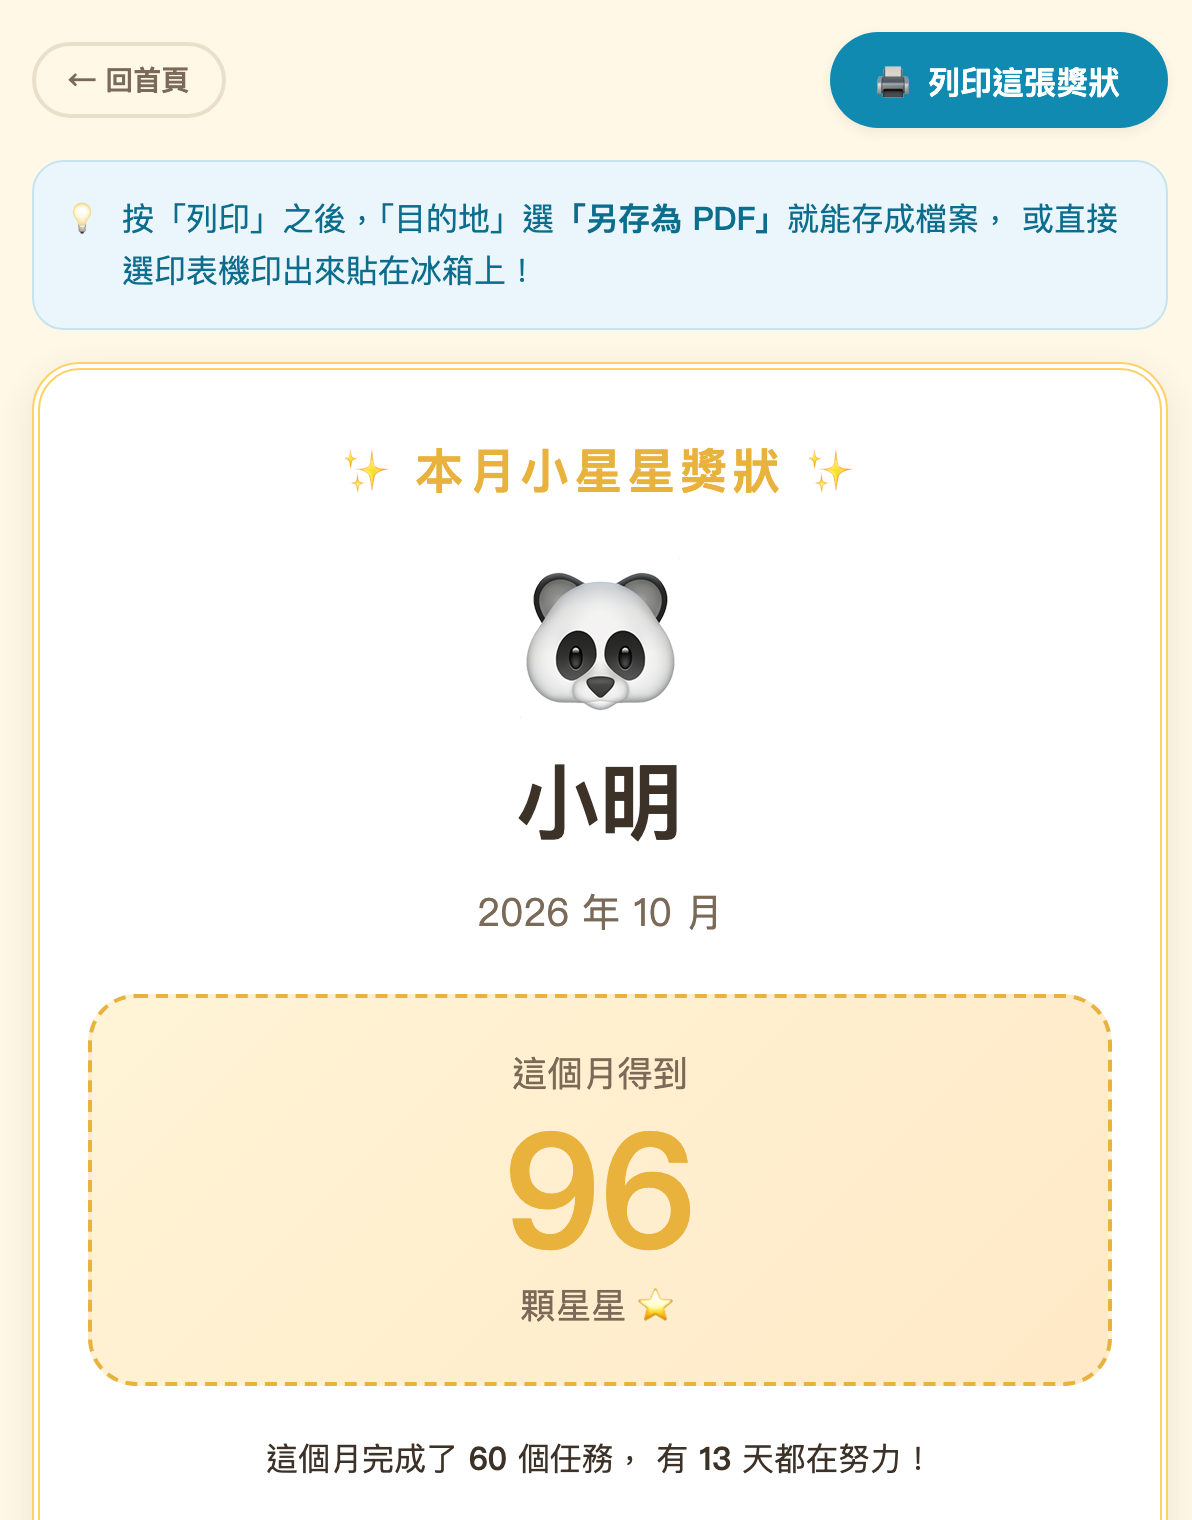 ← 回首頁
列印這張獎狀
按「列印」之後，「目的地」選「另存為 PDF」就能存成檔案， 或直接
選印表機印出來貼在冰箱上！
本月小星星獎狀
小明
2026 年 10 月
這個月得到
96
顆星星
這個月完成了 60 個任務， 有 13 天都在努力！